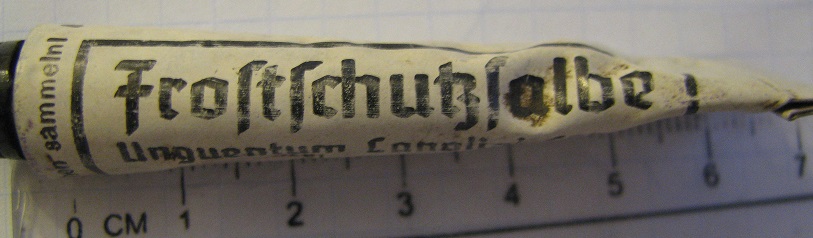 sammeln!
Frostschutzsalbe
Unguentum
0 CM 1 2 3 4 5 6 7